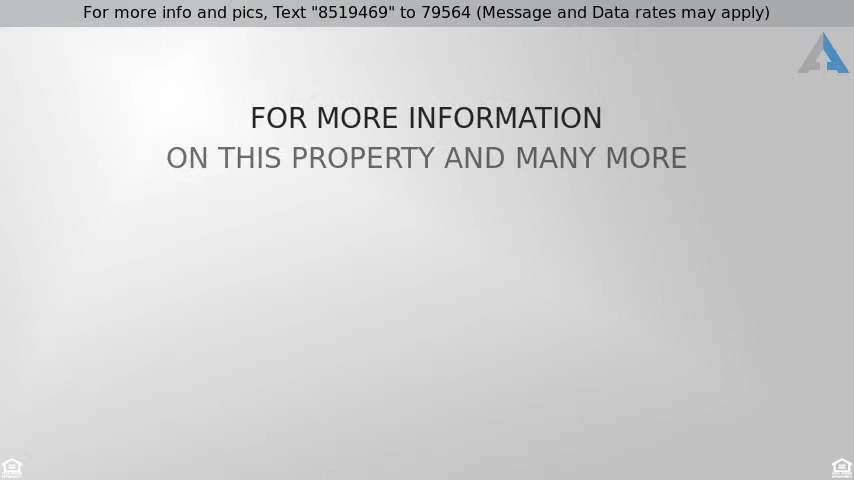 For more info and pics, Text "8519469" to 79564 (Message and Data rates may apply)
FOR MORE INFORMATION
ON THIS PROPERTY AND MANY MORE